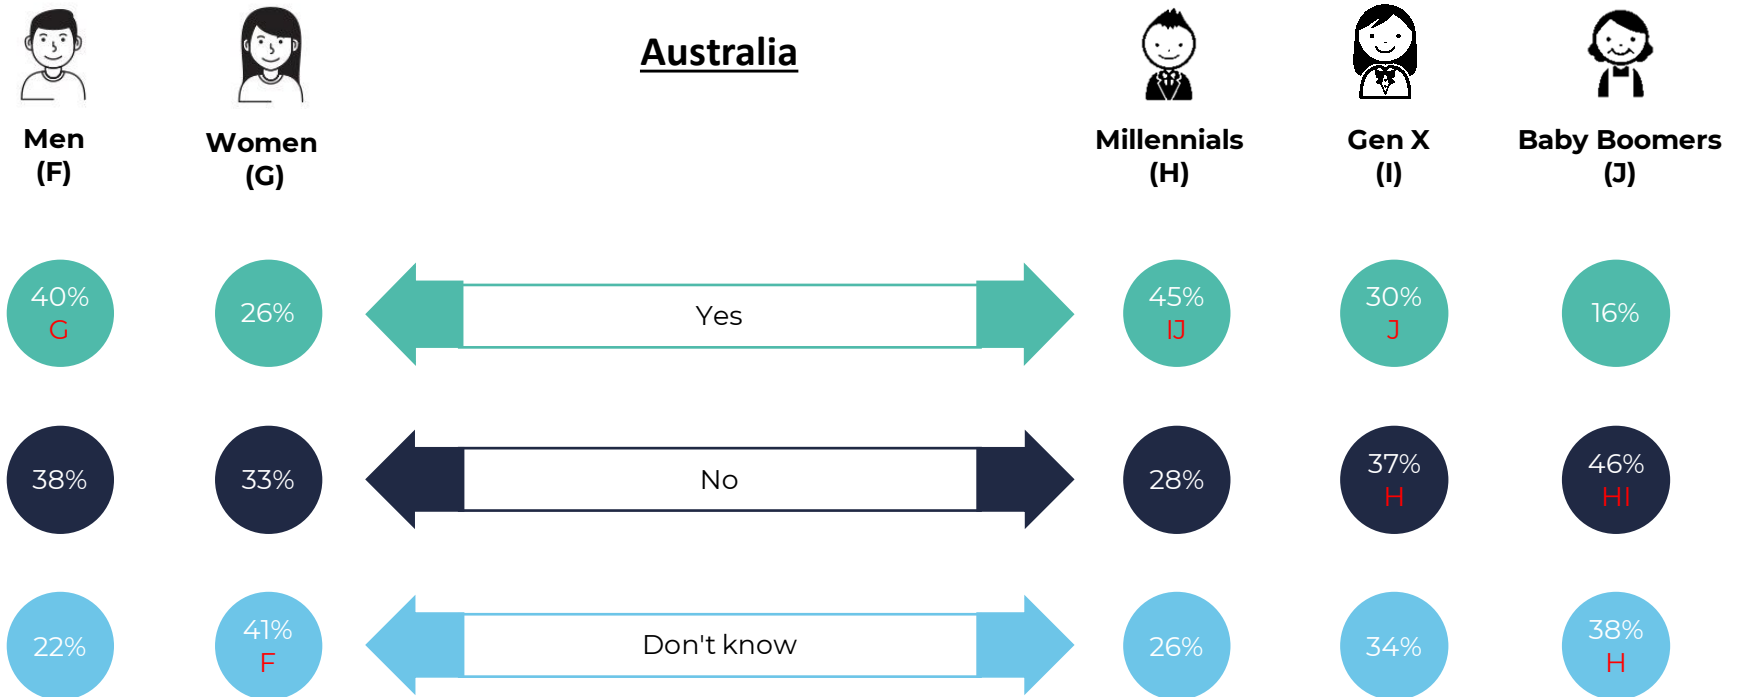 Australia
Men
(F)
Women
(G)
Millennials
(H)
Gen X
(I)
Baby Boomers
(J)
40%
G
26%
Yes
45%
IJ
30%
J
16%
38%
33%
No
28%
37%
H
46%
HI
22%
41%
F
Don't know
26%
34%
38%
H